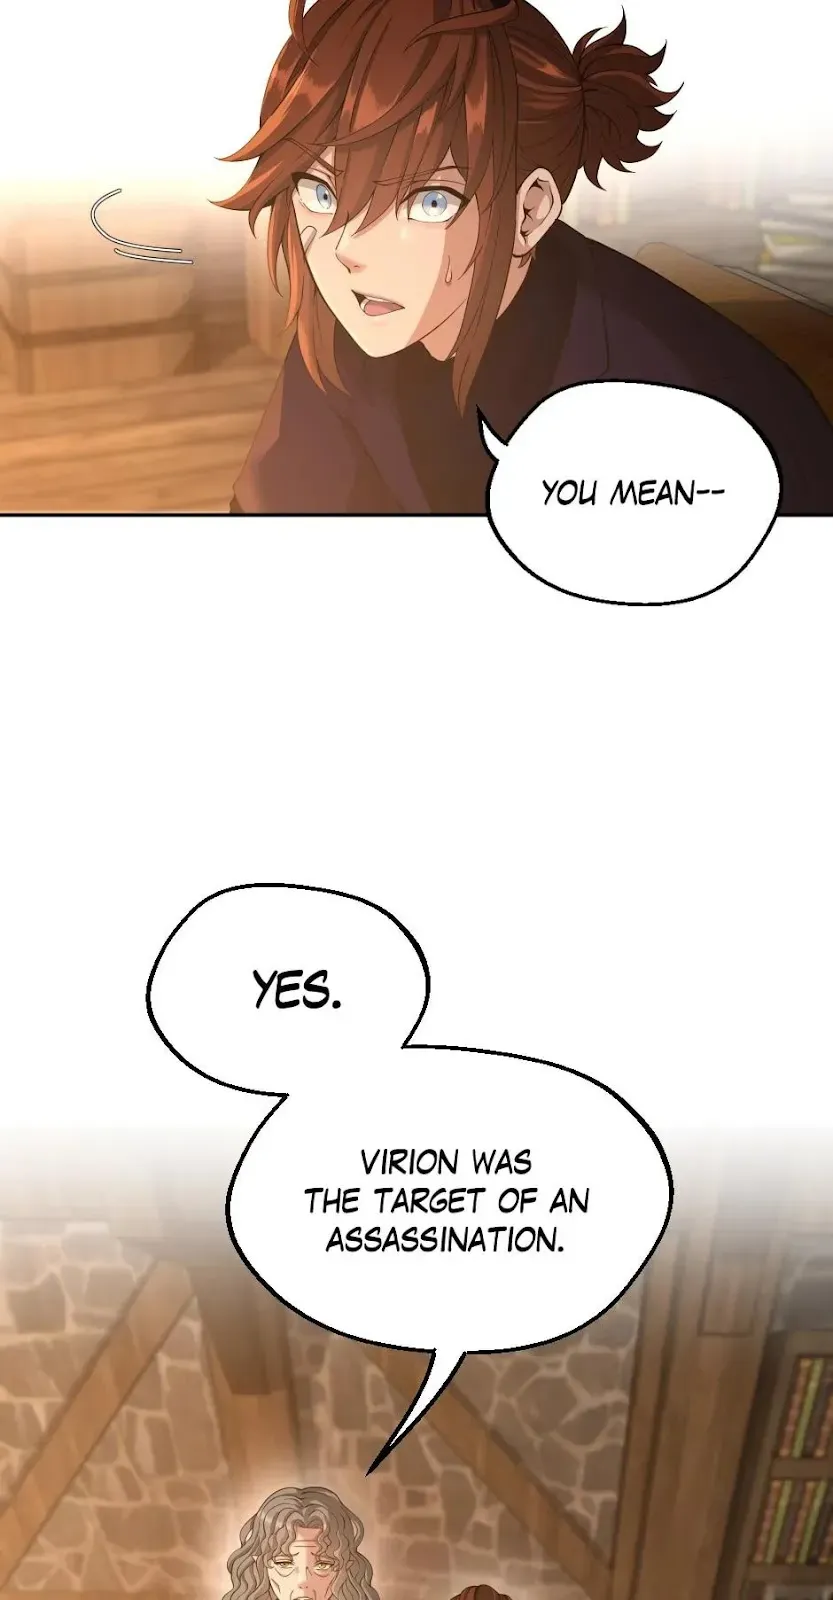 YOU MEAN--
YES.
VIRION WAS
THE TARGET OF AN
ASSASSINATION.